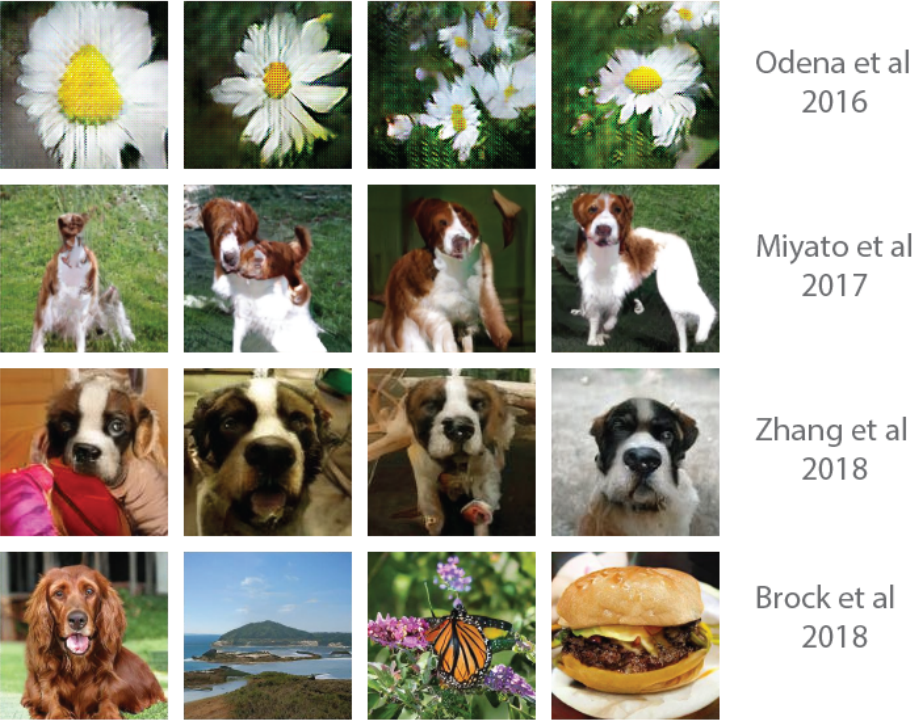 Odena et al
2016
Miyato et al
2017
Zhang et al
2018
Brock et al
2018